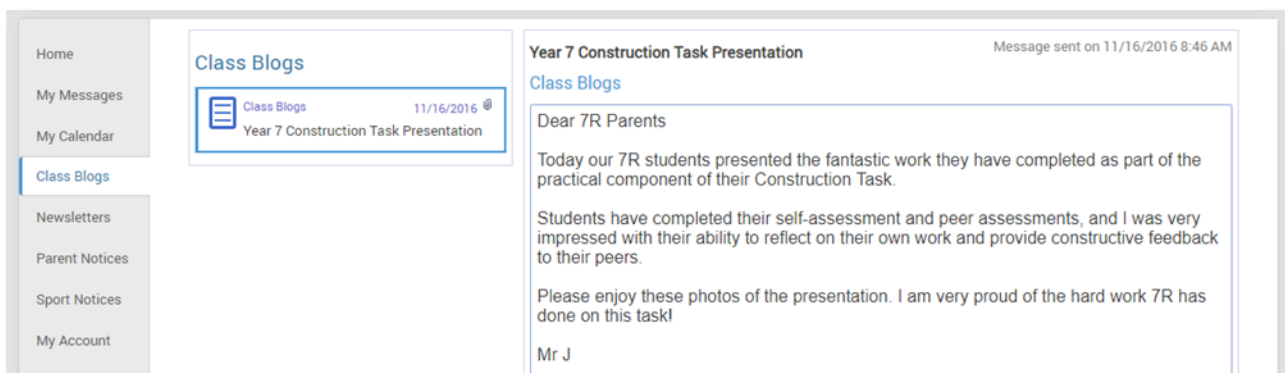 Home
My Messages
My Calendar
Class Blogs
Newsletters
Parent Notices
Sport Notices
My Account
Class Blogs
Class Blogs 11/16/2016
Year 7 Construction Task Presentation
Year 7 Construction Task Presentation Message sent on 11/16/2016 8:46 AM
Class Blogs
Dear 7R Parents
Today our 7R students presented the fantastic work they have completed as part of the
practical component of their Construction Task.
Students have completed their self-assessment and peer assessments, and I was very
impressed with their ability to reflect on their own work and provide constructive feedback
to their peers.
Please enjoy these photos of the presentation. I am very proud of the hard work 7R has
done on this task!
Mr J